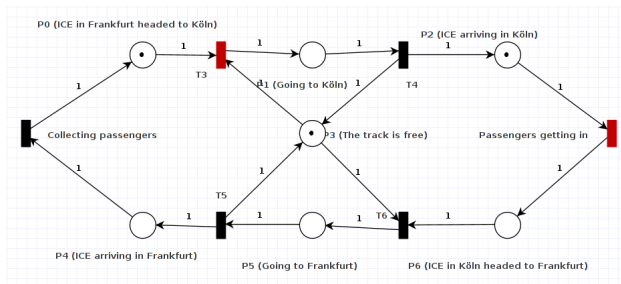 P0 (ICE in Frankfurt headed to Köln)
P2 (ICE arriving in Köln)
1
1
1
1
T3
P1 (Going to Köln)
T4
1
1
1
1
Collecting passengers
P3 (The track is free)
Passengers getting in
1
1
1
1
T5
T6
1
1
1
1
P4 (ICE arriving in Frankfurt)
P5 (Going to Frankfurt)
P6 (ICE in Köln headed to Frankfurt)